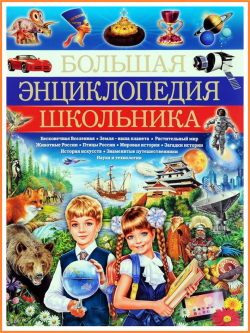 БОЛЬШАЯ
ЭНЦИКЛОПЕДИЯ
ШКОЛЬНИКА
Бесконечная Вселенная • Земля - наша планета • Растительный мир
Животные России • Птицы России • Мировая история • Загадки истории
История искусств • Знаменитые путешественники
Наука и технологии